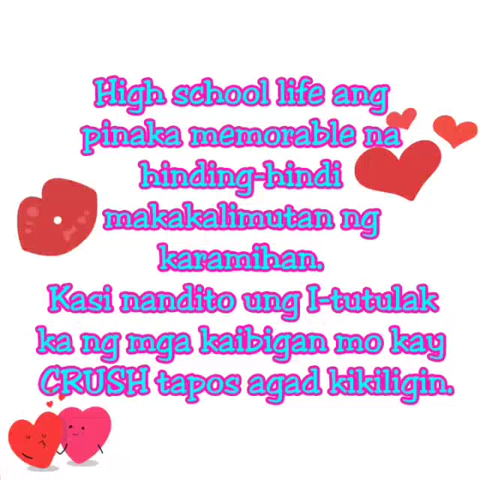 High school life ang
pinaka memorable na
hinding-hindi
makakalimutan ng
karamihan.
Kasi nandito ung I-tutulak
ka ng mga kaibigan mo kay
CRUSH tapos agad kikiligin.